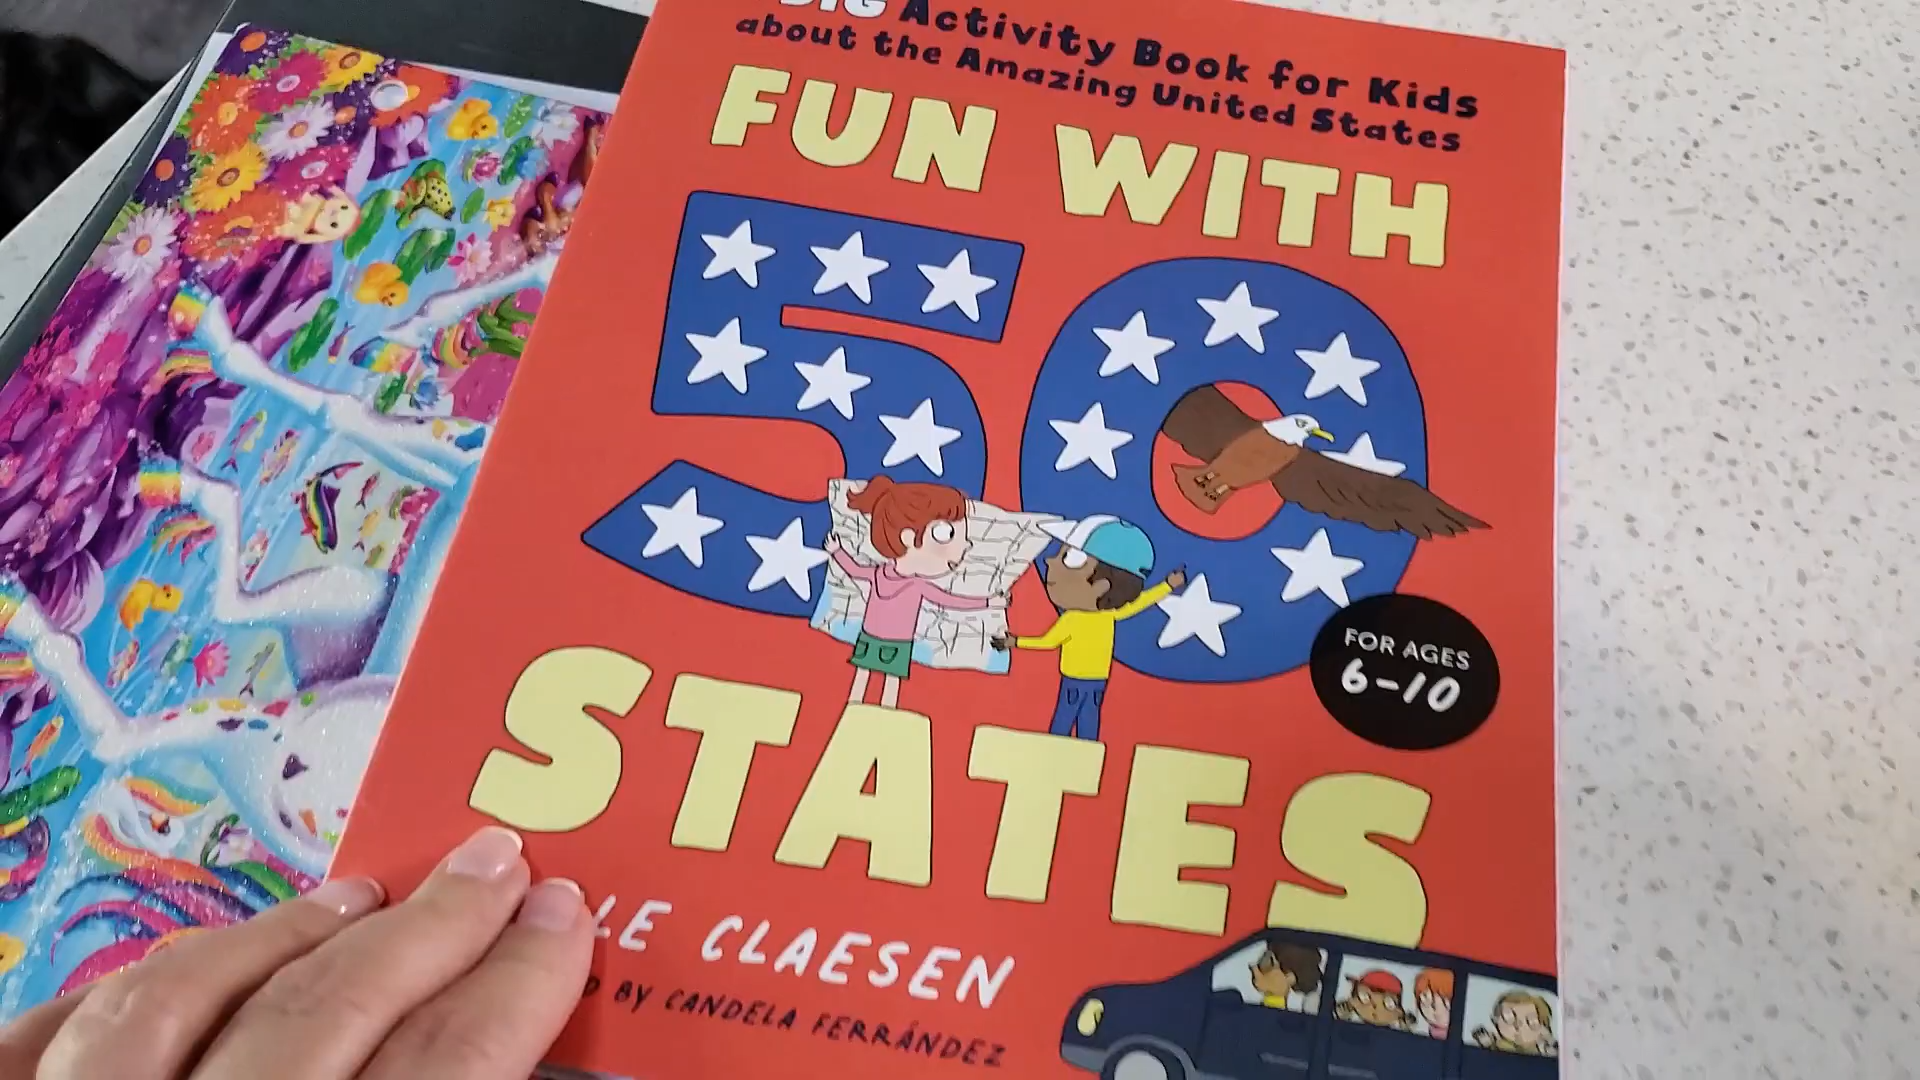 BIG Activity Book for Kids
about the Amazing United States
FUN WITH
50
STATES
LE CLAESEN
D BY CANDELA FERRÁNDEZ
FOR AGES
6-10